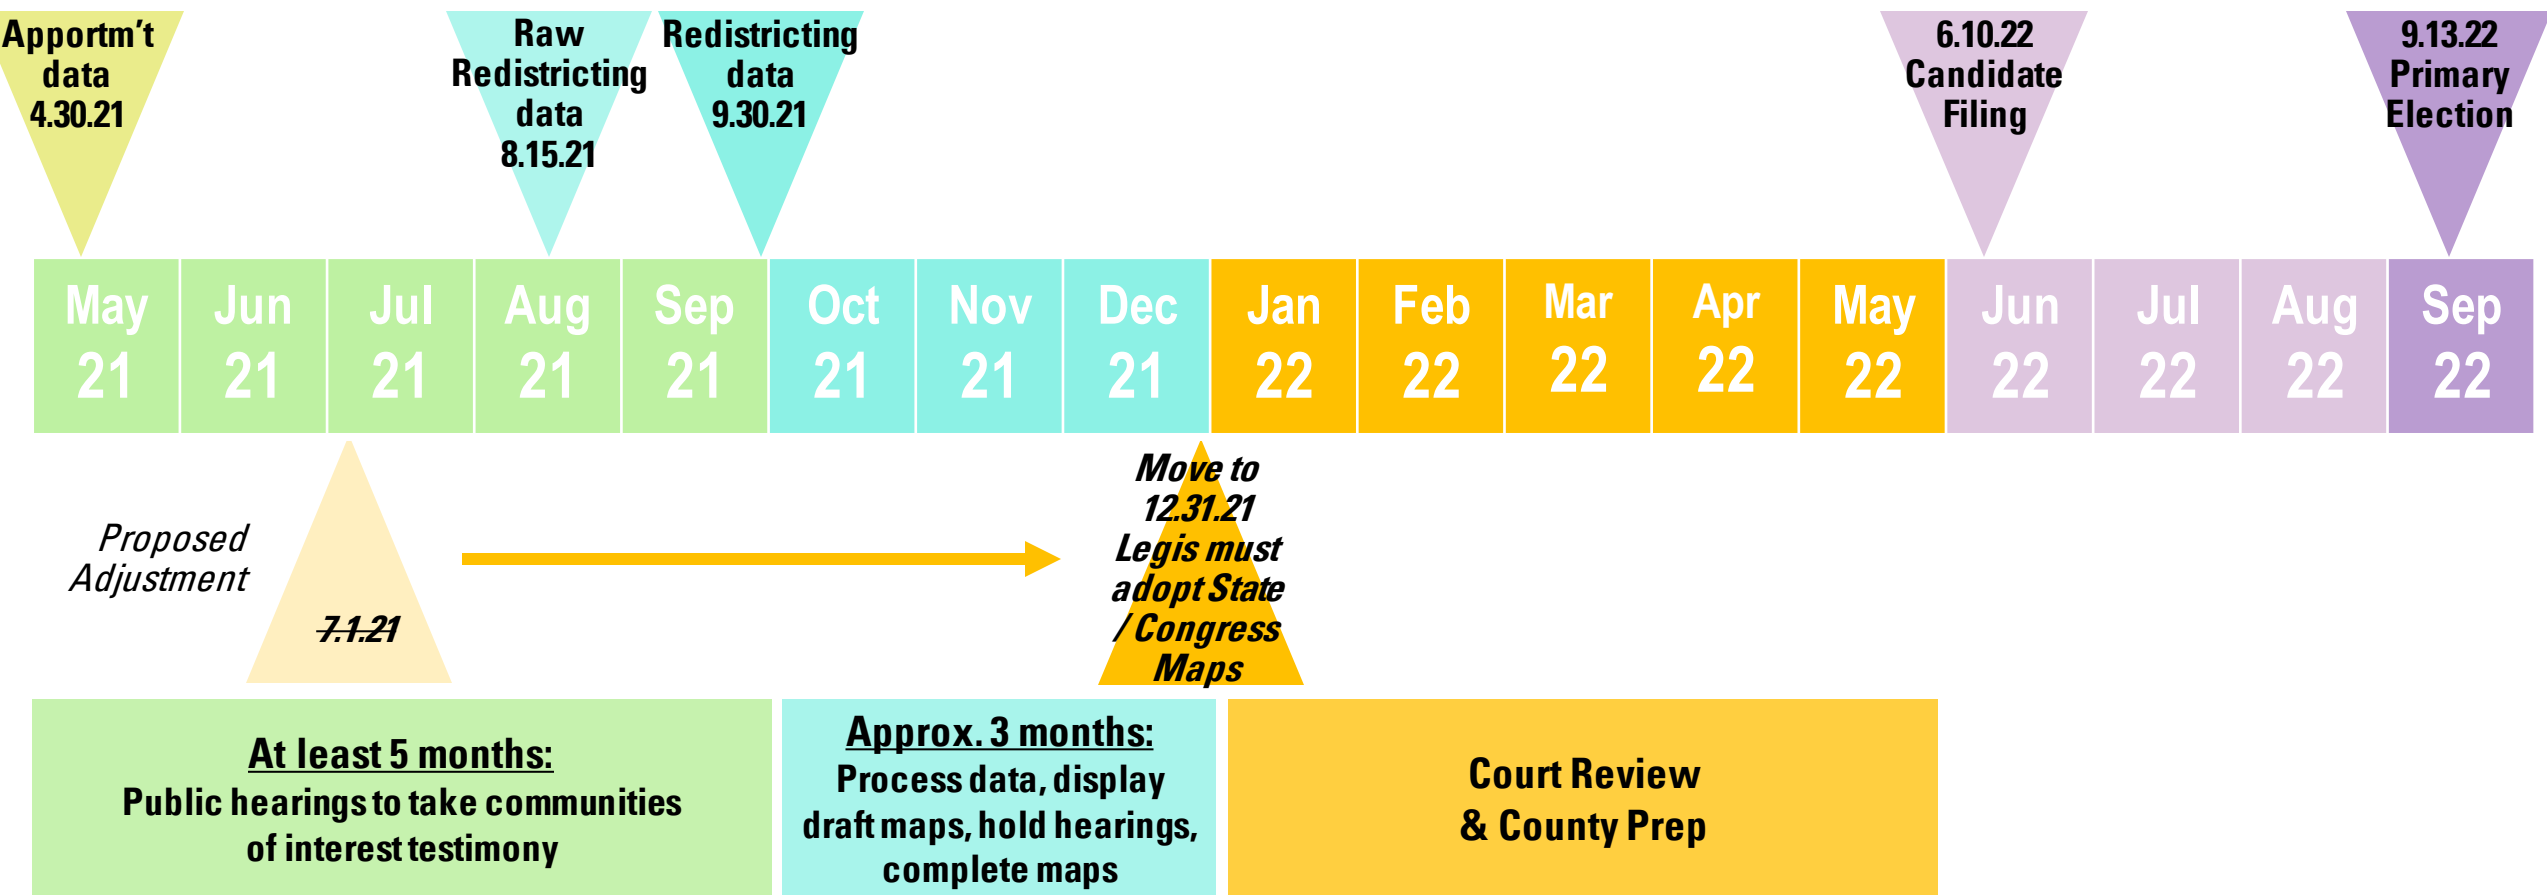 Apportm't
data
4.30.21
Raw
Redistricting
data
8.15.21
Redistricting
data
9.30.21
6.10.22
Candidate
Filing
9.13.22
Primary
Election
May
21
Jun
21
Jul
21
Aug
21
Sep
21
Oct
21
Nov
21
Dec
21
Jan
22
Feb
22
Mar
22
Apr
22
May
22
Jun
22
Jul
22
Aug
22
Sep
22
Proposed
Adjustment
7.1.21
Move to
12.31.21
Legis must
adopt State
/ Congress
Maps
At least 5 months:
Public hearings to take communities
of interest testimony
Approx. 3 months:
Process data, display
draft maps, hold hearings,
complete maps
Court Review
& County Prep